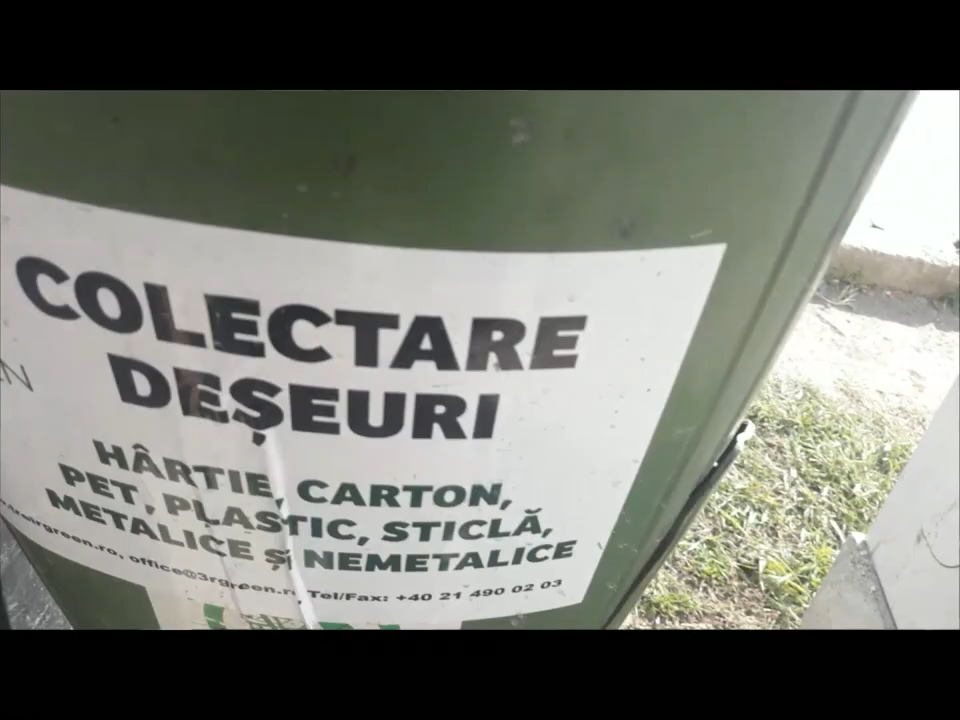 COLECTARE
DEȘEURI
HÂRTIE, CARTON,
PET, PLASTIC, STICLĂ,
METALICE ȘI NEMETALICE
office@3rgreen.ro, Tel/Fax: +40 21 490 02 03